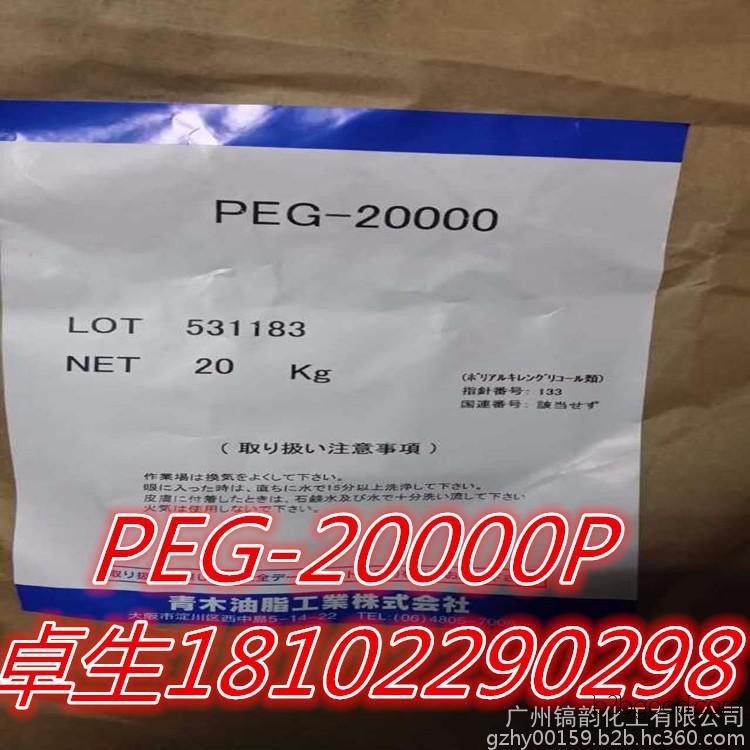 PEG-20000
LOT 531183
NET 20 Kg
(ポリアルキレングリコール類)
指針番号: 133
国連番号: 該当せず
(取り扱い注意事項)
作業場は換気をよくして下さい。
眼に入った時は、直ちに水で15分以上洗浄して下さい。
皮膚に付着したときは、石鹸水及び水で十分洗い流して下さい
火気は使用しないで下さい。
PEG-20000P
青木油脂工業株式会社
大阪市淀川区西中島5-14-22 TEL:(06)4805-700
卓生18102290298
广州镐韵化工有限公司
gzhy00159.b2b.hc360.com